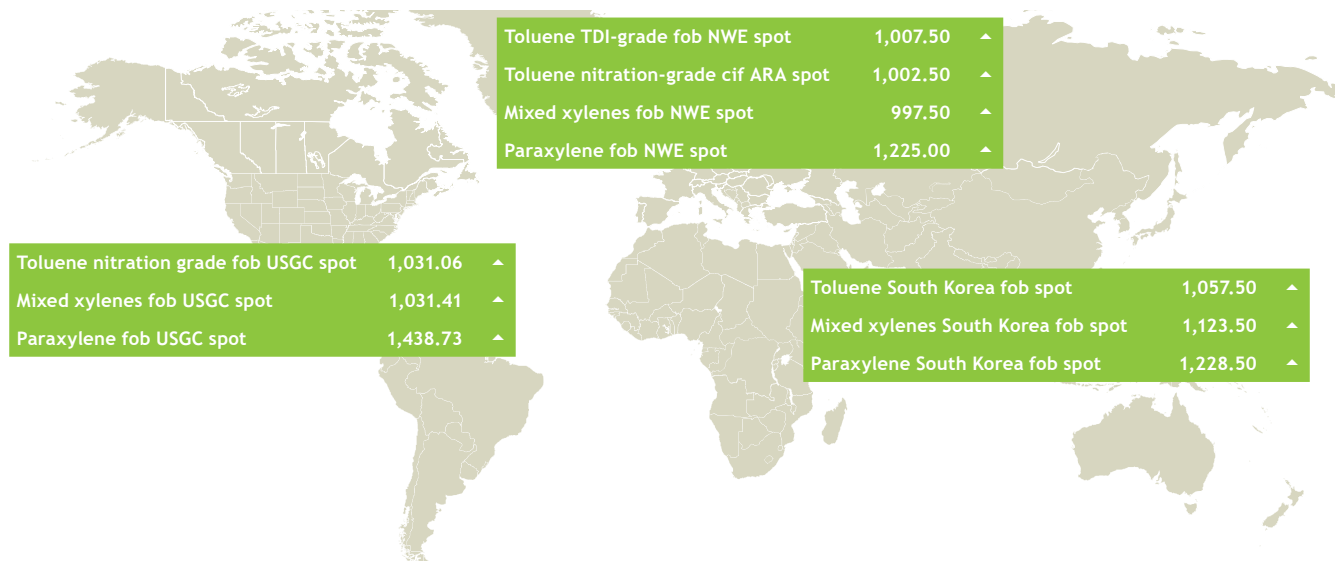 Toluene TDI-grade fob NWE spot 1,007.50
Toluene nitration-grade cif ARA spot 1,002.50
Mixed xylenes fob NWE spot 997.50
Paraxylene fob NWE spot 1,225.00
Toluene nitration grade fob USGC spot 1,031.06
Mixed xylenes fob USGC spot 1,031.41
Paraxylene fob USGC spot 1,438.73
Toluene South Korea fob spot 1,057.50
Mixed xylenes South Korea fob spot 1,123.50
Paraxylene South Korea fob spot 1,228.50